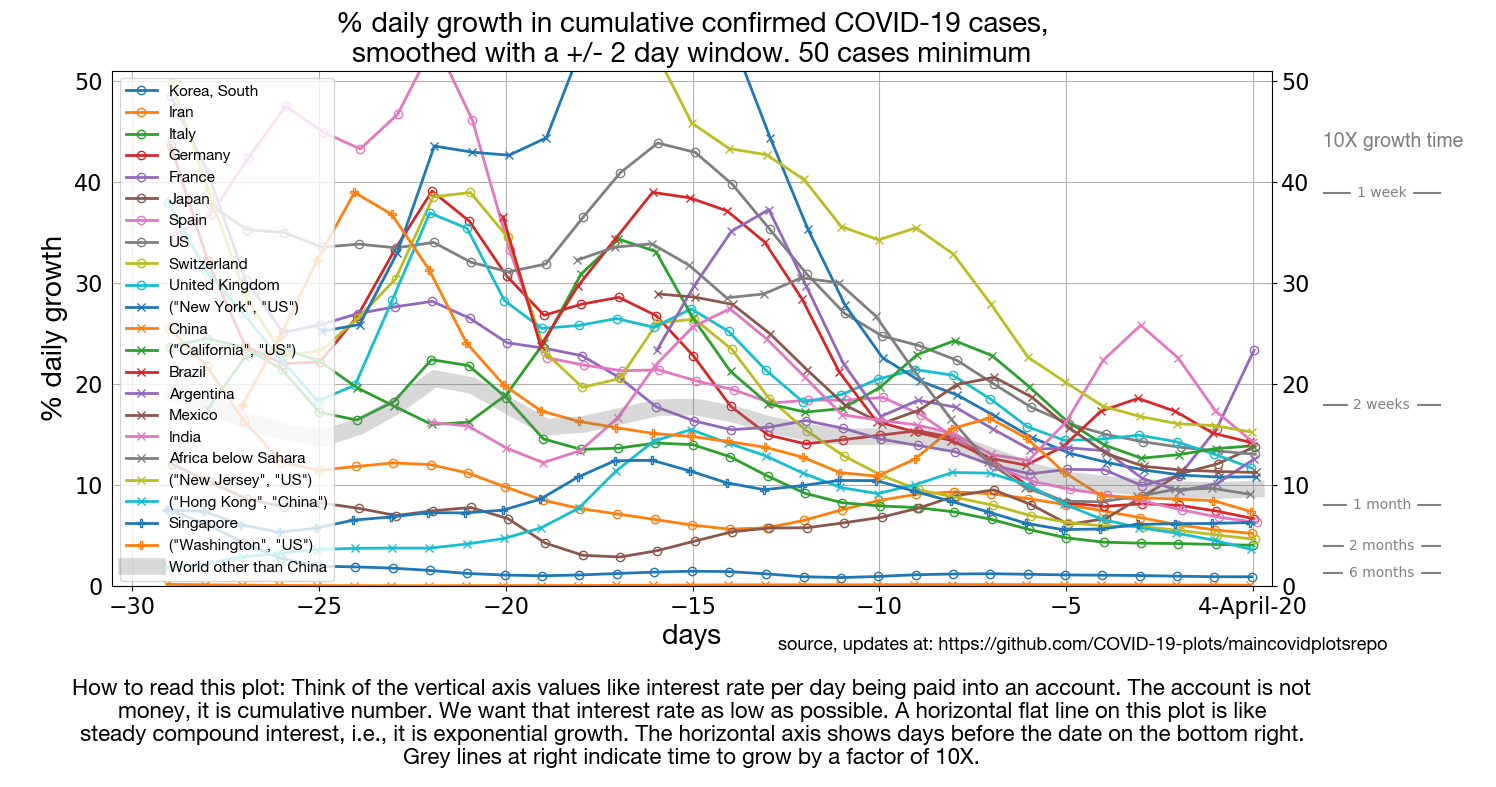 % daily growth in cumulative confirmed COVID-19 cases,
smoothed with a +/- 2 day window. 50 cases minimum
% daily growth
50
40
30
20
10
0
Korea, South
Iran
Italy
Germany
France
Japan
Spain
US
Switzerland
United Kingdom
("New York", "US")
China
("California", "US")
Brazil
Argentina
Mexico
India
Africa below Sahara
("New Jersey", "US")
("Hong Kong", "China")
Singapore
("Washington", "US")
World other than China
50
40
30
20
10
0
10X growth time
1 week
2 weeks
1 month
2 months
6 months
−30 −25 −20 −15 −10 −5 4-April-20
days
source, updates at: https://github.com/COVID-19-plots/maincovidplotsrepo
How to read this plot: Think of the vertical axis values like interest rate per day being paid into an account. The account is not
money, it is cumulative number. We want that interest rate as low as possible. A horizontal flat line on this plot is like
steady compound interest, i.e., it is exponential growth. The horizontal axis shows days before the date on the bottom right.
Grey lines at right indicate time to grow by a factor of 10X.